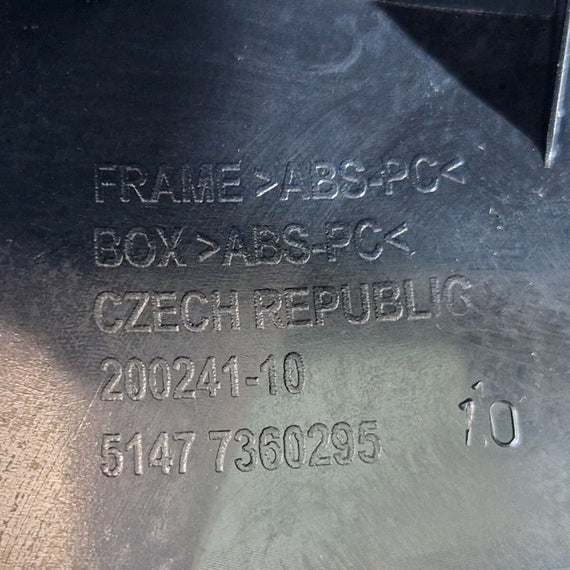 FRAME >ABS-PC<
BOX >ABS-PC<
CZECH REPUBLIC
200241-10
5147 7360295
10